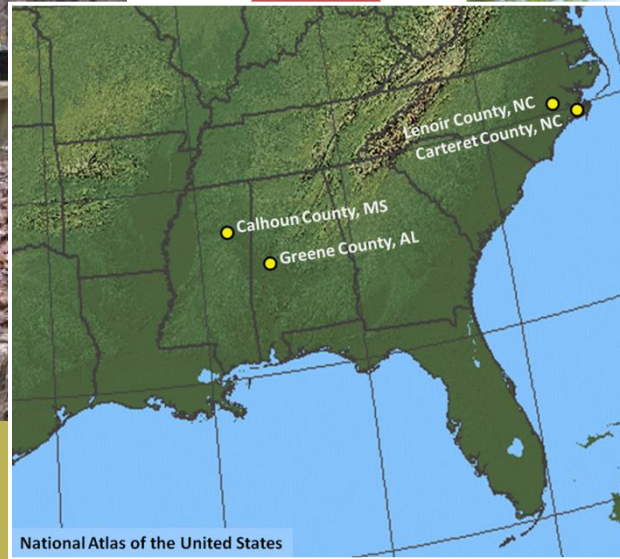 Lenoir County, NC
Carteret County, NC
Calhoun County, MS
Greene County, AL
National Atlas of the United States